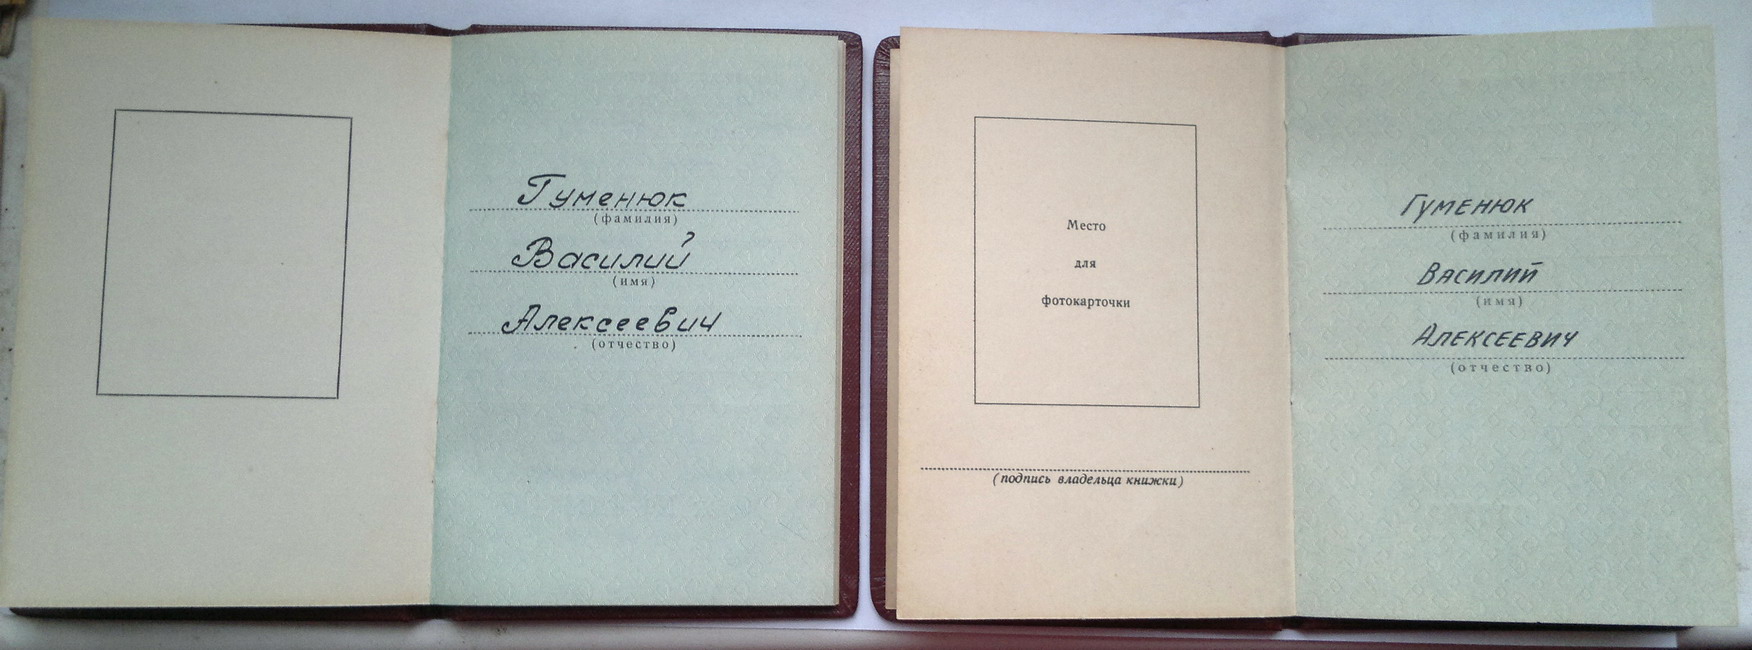 Гуменюк
(фамилия)
Василий
(имя)
Алексеевич
(отчество)
Место
для
фотокарточки
(подпись владельца книжки)
Гуменюк
(фамилия)
Василий
(имя)
Алексеевич
(отчество)